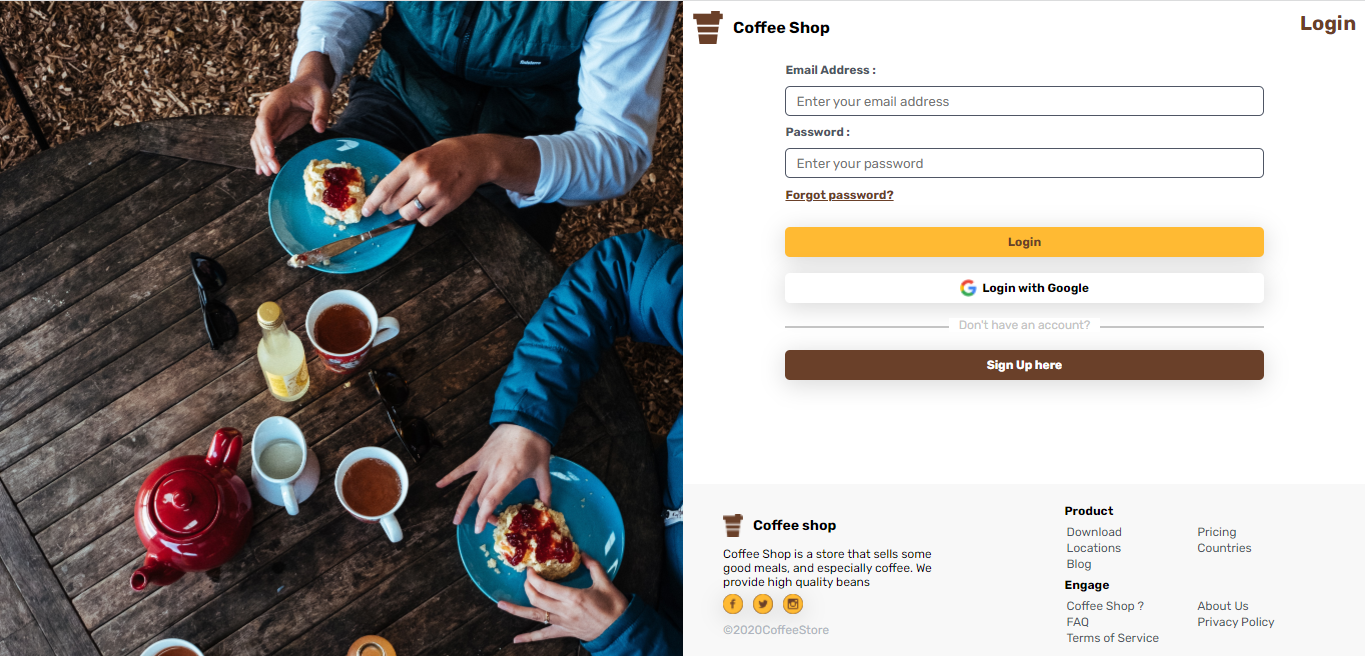 Coffee Shop
Login
Email Address :
Enter your email address
Password :
Enter your password
Forgot password?
Login
Login with Google
Don't have an account?
Sign Up here
Coffee shop
Coffee Shop is a store that sells some
good meals, and especially coffee. We
provide high quality beans
©2020CoffeeStore
Product
Download Pricing
Locations Countries
Blog
Engage
Coffee Shop ? About Us
FAQ Privacy Policy
Terms of Service